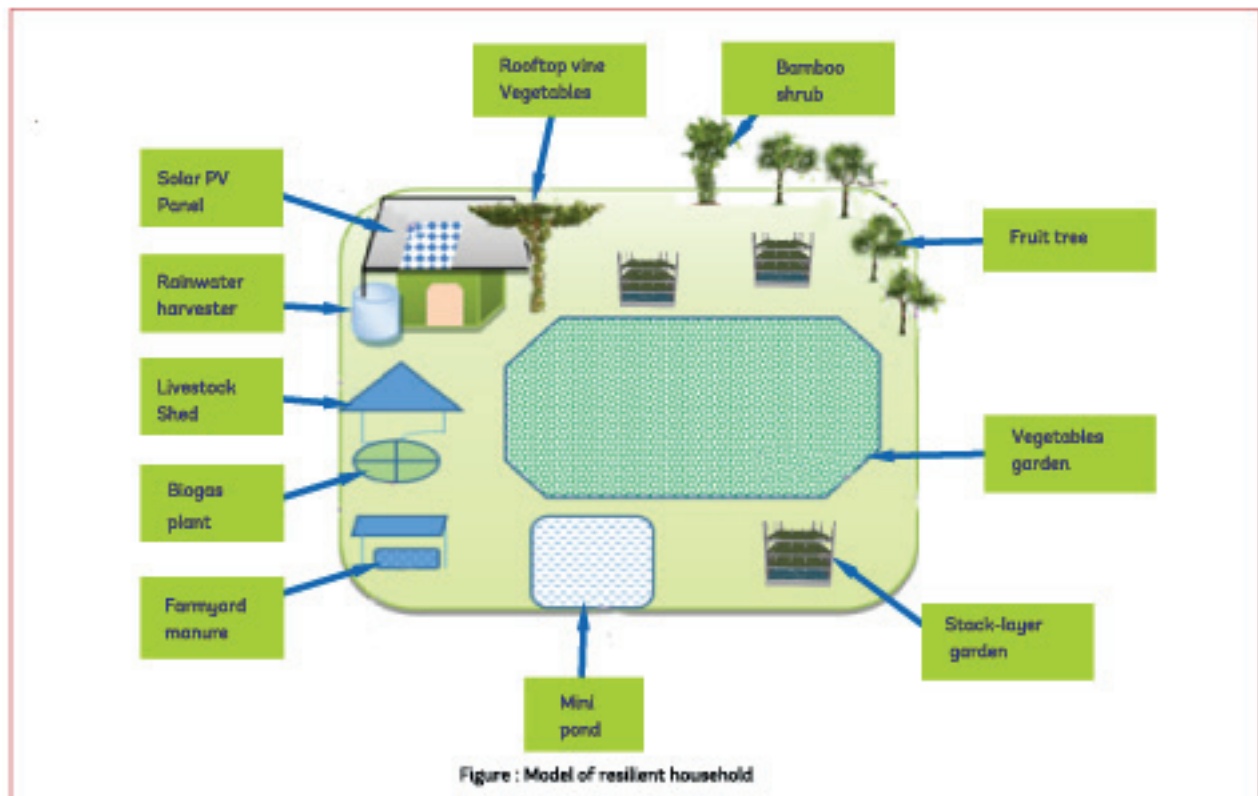 Rooftop vine
Vegetables
Bamboo
shrub
Solar PV
Panel
Fruit tree
Rainwater
harvester
Livestock
Shed
Vegetables
garden
Biogas
plant
Farmyard
manure
Stack-layer
garden
Mini
pond
Figure : Model of resilient household